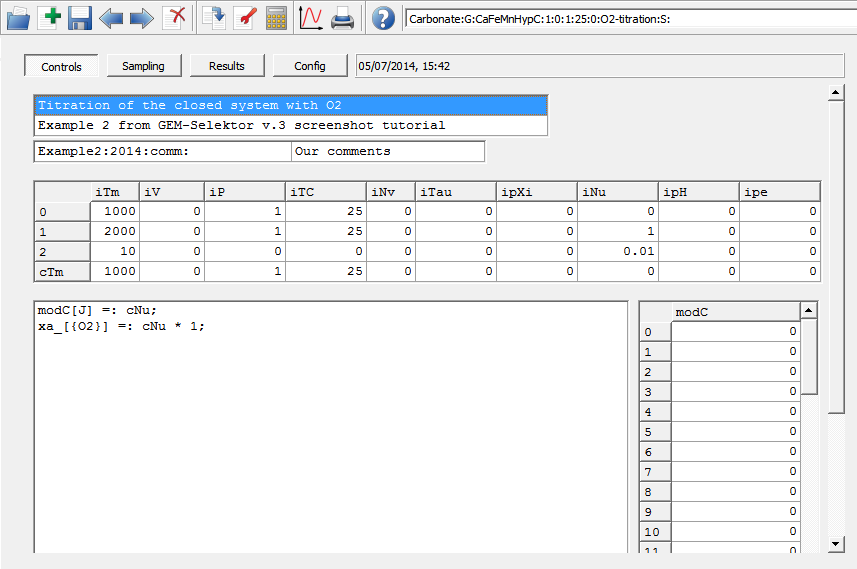 Carbonate:G:CaFeMnHypC:1:0:1:25:0:O2-titration:S:
Controls Sampling Results Config 05/07/2014, 15:42
Titration of the closed system with O2
Example 2 from GEM-Selektor v.3 screenshot tutorial
Example2:2014:comm: Our comments
iTm iV iP iTC iNv iTau ipXi iNu ipH ipe
0 1000 0 1 25 0 0 0 0 0 0
1 2000 0 1 25 0 0 0 1 0 0
2 10 0 0 0 0 0 0 0.01 0 0
cTm 1000 0 1 25 0 0 0 0 0 0
modC[J] =: cNu;
xa_[{O2}] =: cNu * 1;
modC
0 0
1 0
2 0
3 0
4 0
5 0
6 0
7 0
8 0
9 0
10 0
11 0